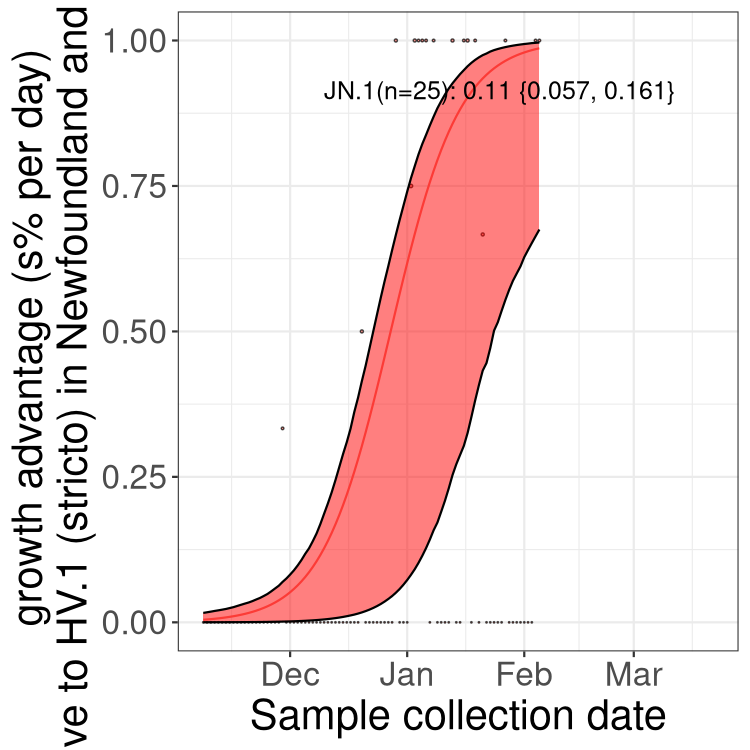 growth advantage (s% per day)
ve to HV.1 (stricto) in Newfoundland and
1.00
0.75
0.50
0.25
0.00
JN.1(n=25): 0.11 {0.057, 0.161}
Dec Jan Feb Mar
Sample collection date